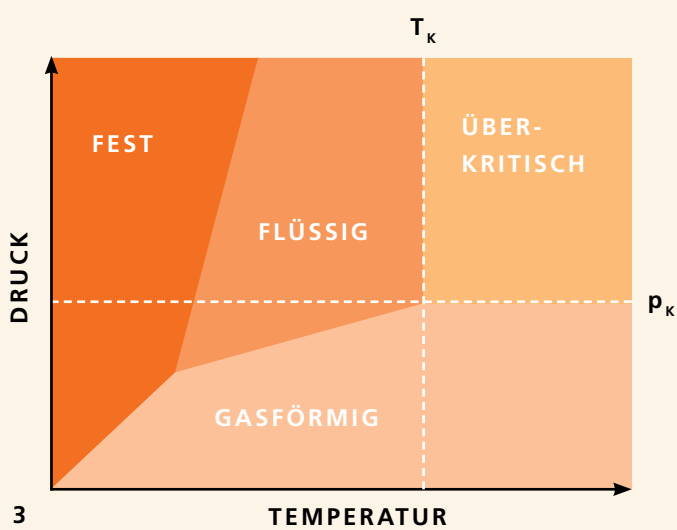 T K
FEST
ÜBER-
KRITISCH
FLÜSSIG
DRUCK
p K
GASFÖRMIG
3
TEMPERATUR